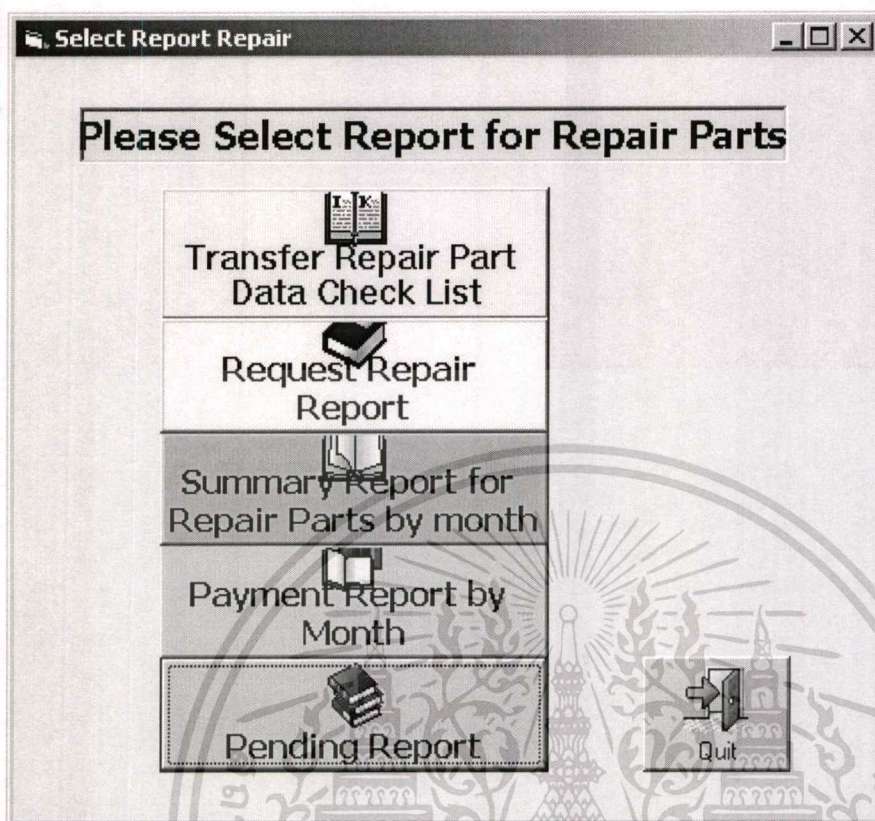 Select Report Repair
Please Select Report for Repair Parts
I K
Transfer Repair Part
Data Check List
Request Repair
Report
Summary Report for
Repair Parts by month
Payment Report by
Month
Pending Report
Quit